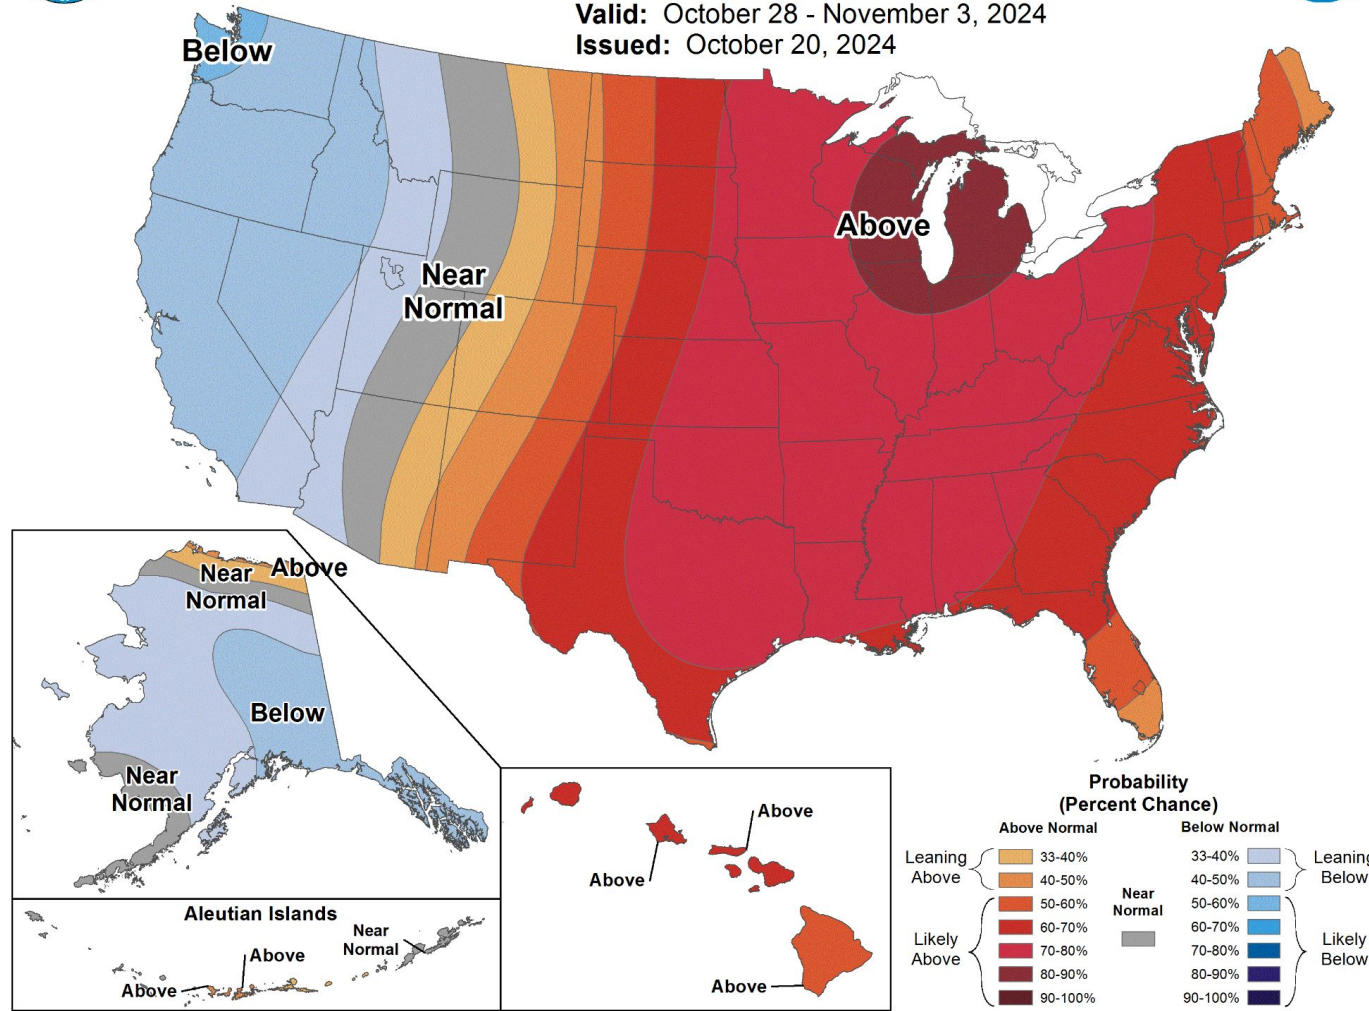 Valid: October 28 - November 3, 2024
Issued: October 20, 2024
Below
Above
Near
Normal
Near
Normal
Above
Below
Near
Normal
Aleutian Islands
Near
Normal
Above
Above
Above
Above
Above
Probability
(Percent Chance)
Above Normal
Below Normal
Leaning
Above
33-40%
40-50%
Likely
Above
50-60%
60-70%
70-80%
80-90%
90-100%
Near
Normal
33-40%
40-50%
Leaning
Below
50-60%
60-70%
70-80%
80-90%
90-100%
Likely
Below